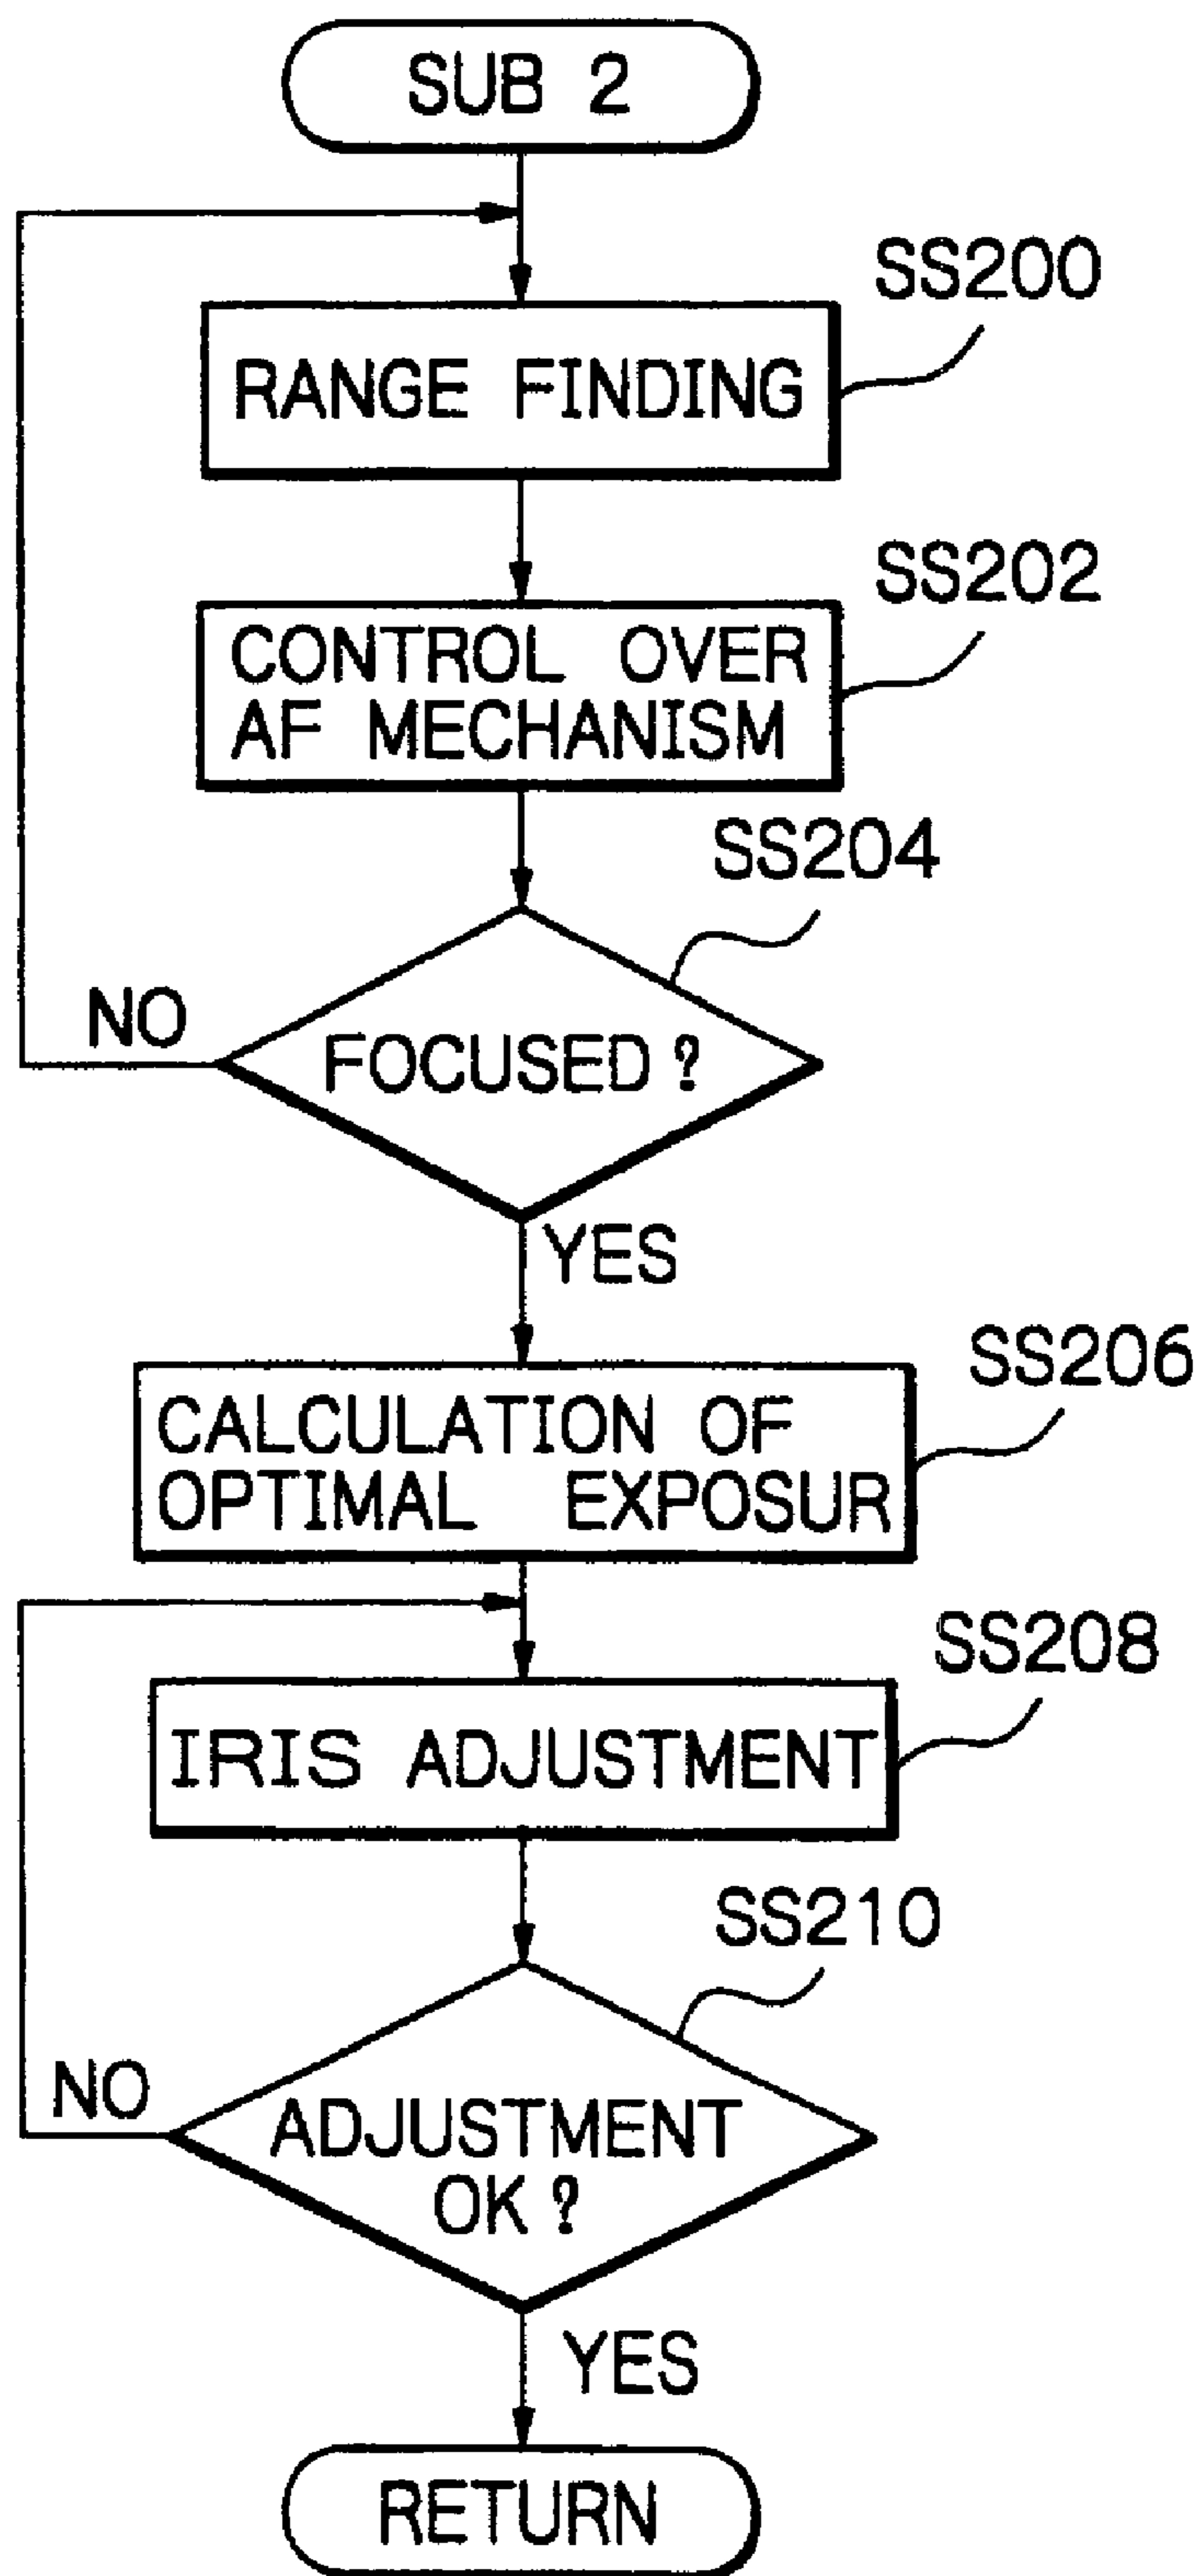 SUB 2
SS200
RANGE FINDING
SS202
CONTROL OVER
AF MECHANISM
SS204
FOCUSED ?
NO
YES
SS206
CALCULATION OF
OPTIMAL EXPOSUR
SS208
IRIS ADJUSTMENT
SS210
NO
ADJUSTMENT
OK ?
YES
RETURN